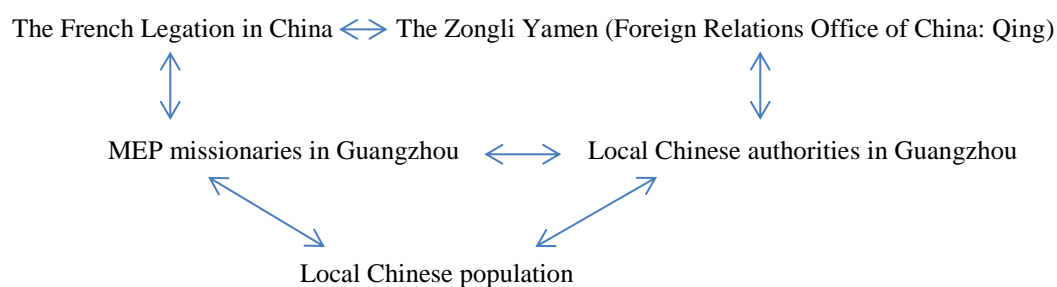 The French Legation in China The Zongli Yamen (Foreign Relations Office of China: Qing)
MEP missionaries in Guangzhou Local Chinese authorities in Guangzhou
Local Chinese population